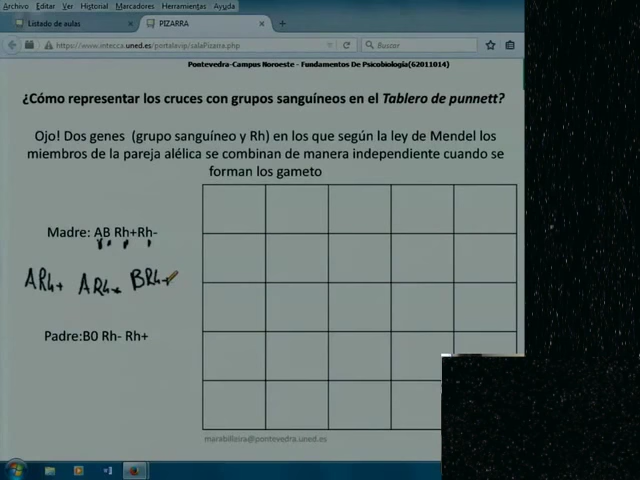 Archivo Editar Ver Historial Marcadores Herramientas Ayuda
Listado de aulas × PIZARRA × +
https://www.intecca.uned.es/portalavip/salaPizarra.php Buscar
Pontevedra-Campus Noroeste - Fundamentos De Psicobiología(62011014)
¿Cómo representar los cruces con grupos sanguíneos en el Tablero de punnett?
Ojo! Dos genes (grupo sanguíneo y Rh) en los que según la ley de Mendel los
miembros de la pareja alélica se combinan de manera independiente cuando se
forman los gameto
Madre: AB Rh+Rh-
ARh+ ARh- BRh+
Padre:B0 Rh- Rh+
marabilleira@pontevedra.uned.es